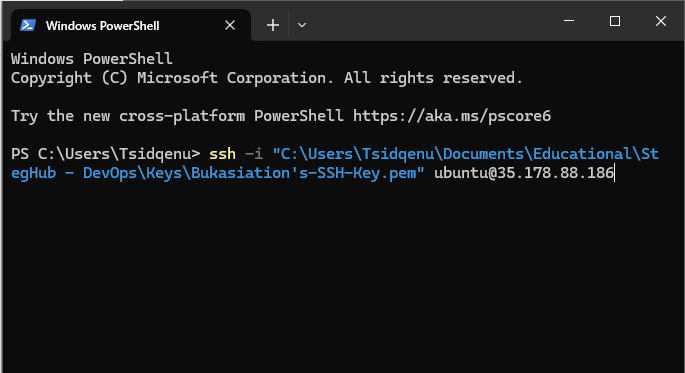 Windows PowerShell
Windows PowerShell
Copyright (C) Microsoft Corporation. All rights reserved.
Try the new cross-platform PowerShell https://aka.ms/pscore6
PS C:\Users\Tsidqenu> ssh -i "C:\Users\Tsidqenu\Documents\Educational\St
egHub - DevOps\Keys\Bukasiation's-SSH-Key.pem" ubuntu@35.178.88.186